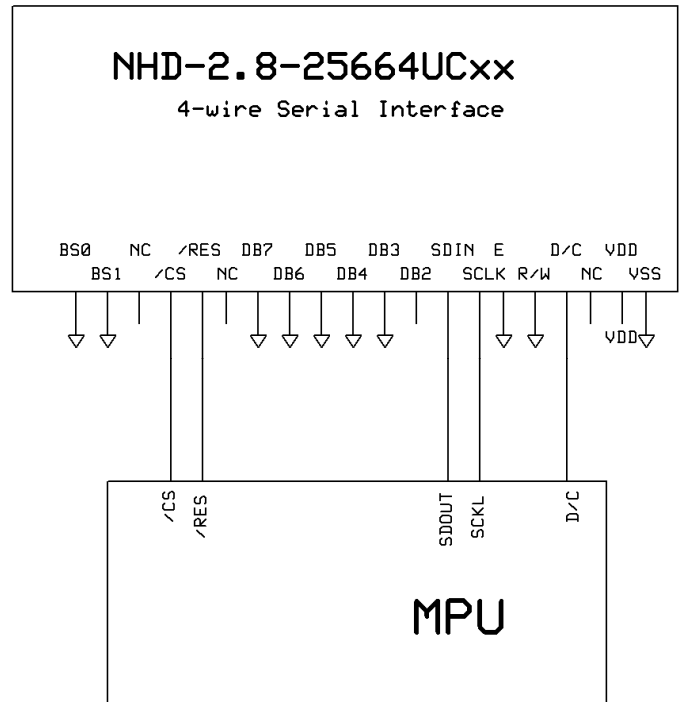 NHD-2.8-25664UCxx
4-wire Serial Interface
BS0 NC /RES DB7 DB5 DB3 SDIN E D/C VDD
BS1 /CS NC DB6 DB4 DB2 SCLK R/W NC VSS
VDD
/CS
/RES
SDOUT
SCKL
D/C
MPU